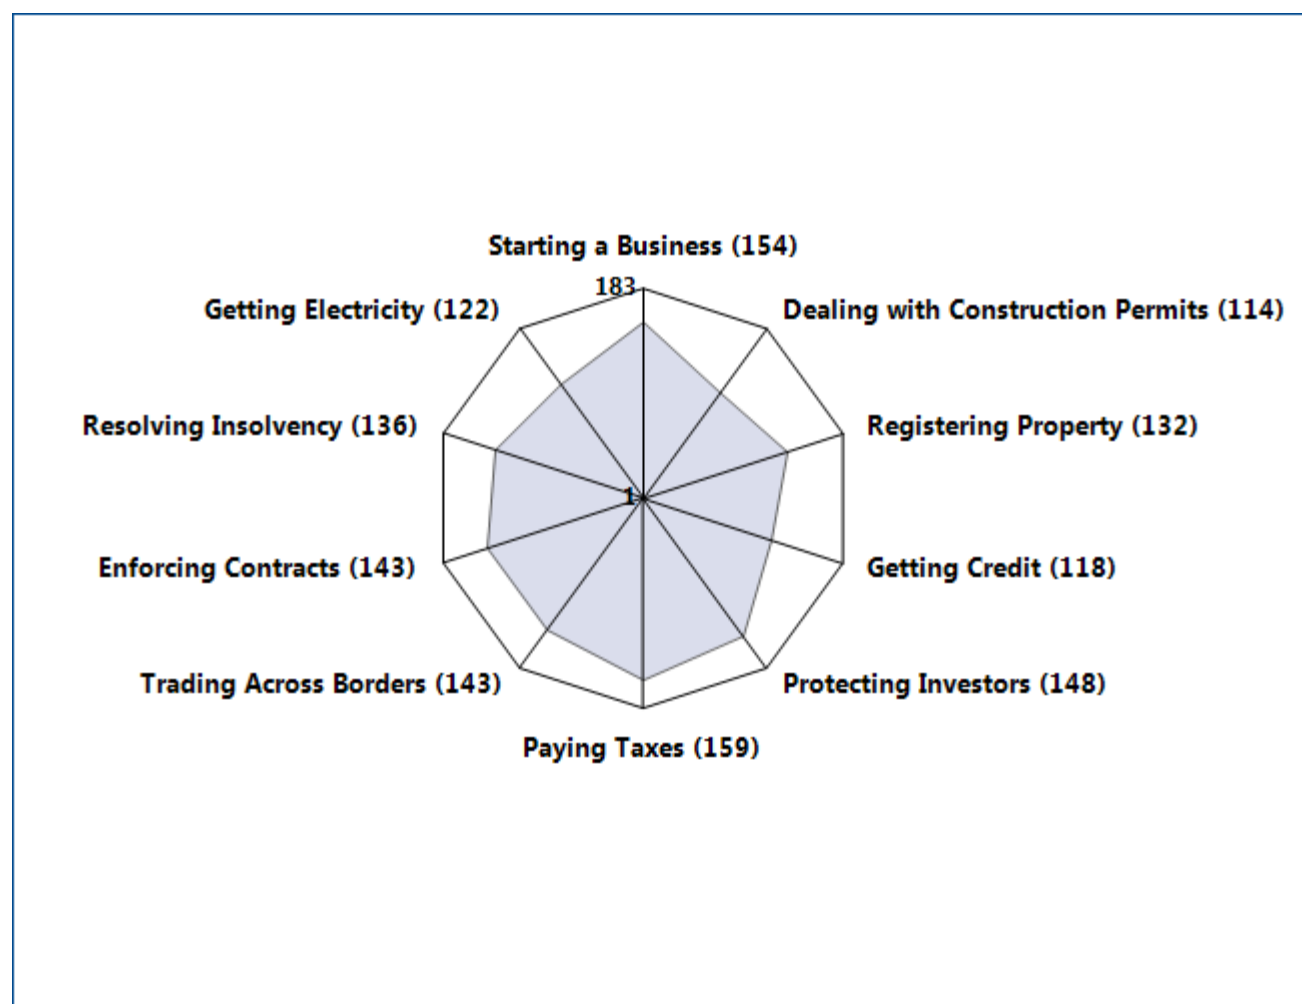 Starting a Business (154)
183
Getting Electricity (122)
Dealing with Construction Permits (114)
Resolving Insolvency (136)
Registering Property (132)
1
Enforcing Contracts (143)
Getting Credit (118)
Trading Across Borders (143)
Protecting Investors (148)
Paying Taxes (159)